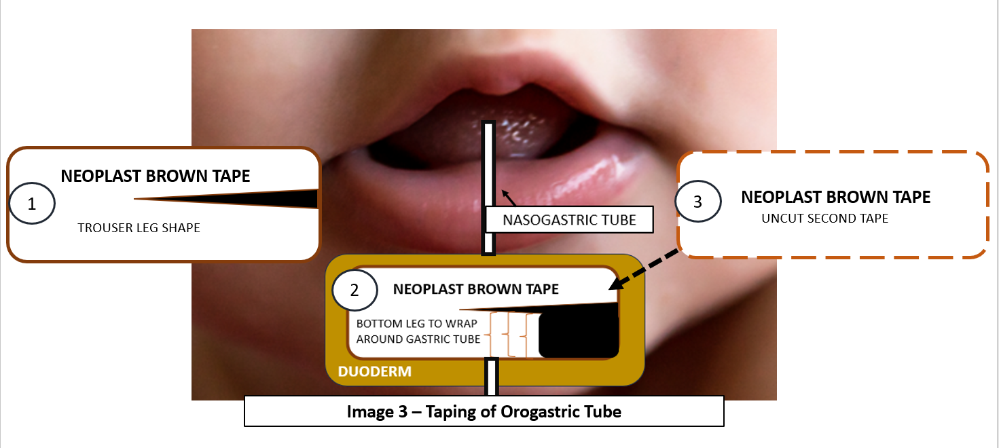 NEOPLAST BROWN TAPE
1
TROUSER LEG SHAPE
NASOGASTRIC TUBE
3
NEOPLAST BROWN TAPE
UNCUT SECOND TAPE
2
NEOPLAST BROWN TAPE
BOTTOM LEG TO WRAP
AROUND GASTRIC TUBE
DUODERM
Image 3 – Taping of Orogastric Tube